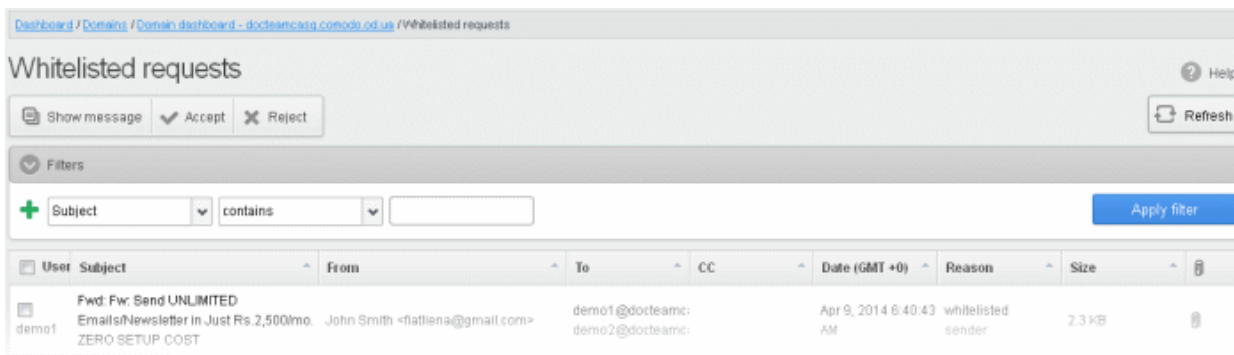 Dashboard / Domains / Domain dashboard - docteamcasg.comodo.od.ua / Whitelisted requests
Whitelisted requests
Help
Show message Accept Reject
Refresh
Filters
Subject contains
Apply filter
User Subject From To CC Date (GMT +0) Reason Size
Fwd: Fw: Send UNLIMITED
Emails/Newsletter in Just Rs.2,500/mo.
ZERO SETUP COST
demo1
John Smith <fiatliena@gmail.com>
demo1@docteamc
demo2@docteamc
Apr 9, 2014 6:40:43
AM
whitelisted
sender
2.3 KB